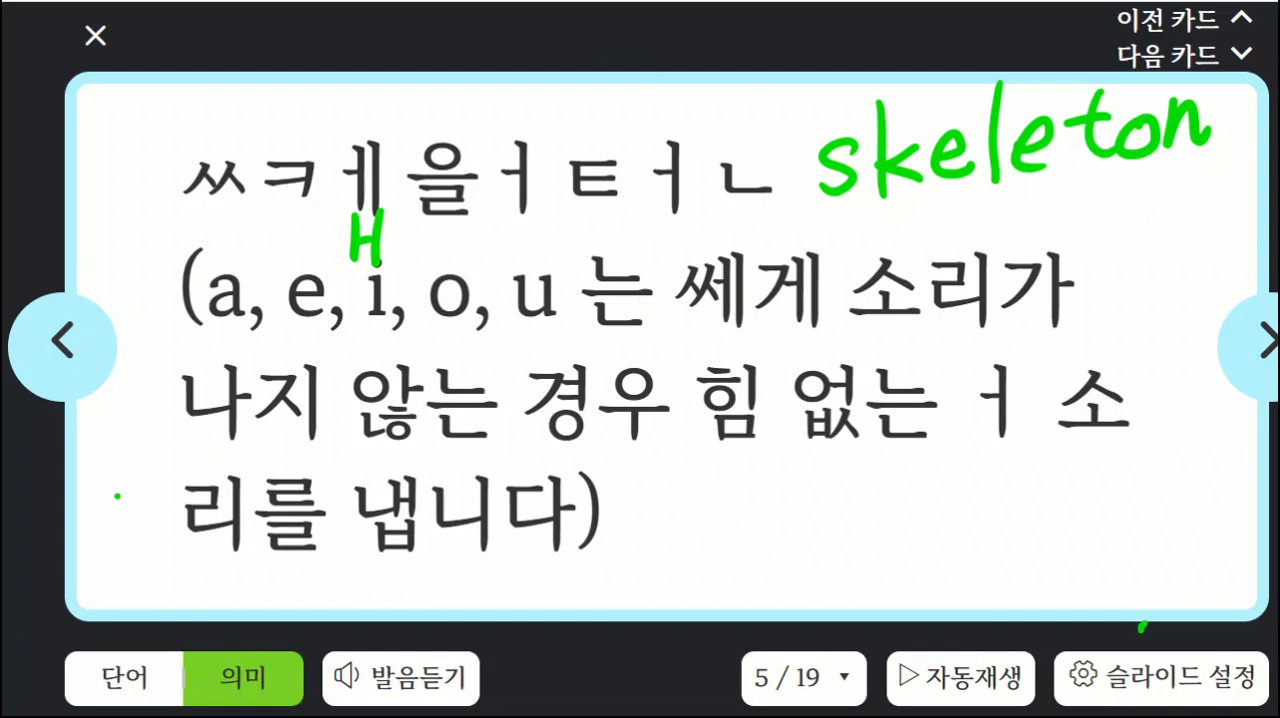 이전 카드
다음 카드
ㅆㅋㅔ 을ㅓㅌㅓㄴ skeleton
H
(a, e, i, o, u 는 쎄게 소리가
나지 않는 경우 힘 없는 ㅓ 소
리를 냅니다)
단어 의미 발음듣기 5 / 19 자동재생 슬라이드 설정